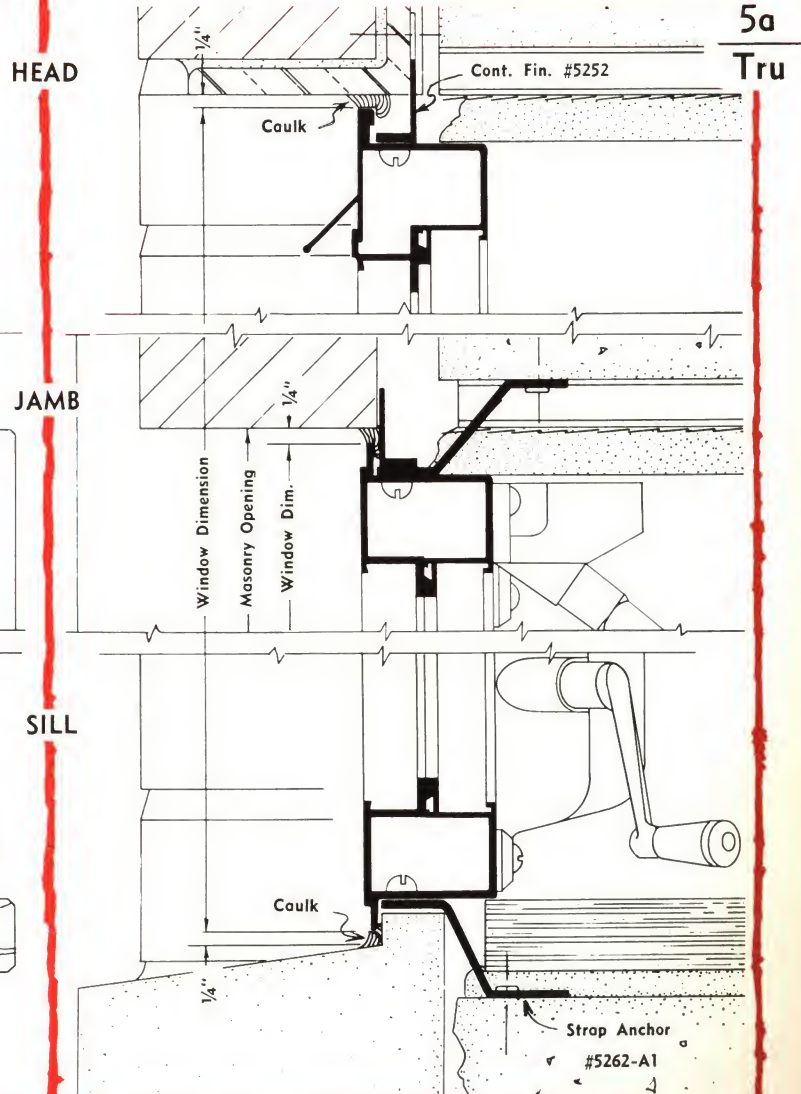 5a
Tru
HEAD
1/4"
Cont. Fin. #5252
Caulk
JAMB
1/4"
Window Dimension
Masonry Opening
Window Dim.
SILL
Caulk
1/4"
Strap Anchor
#5262-A1